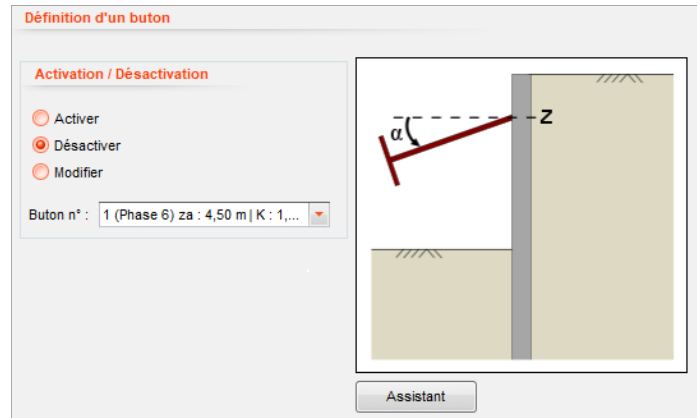 Définition d'un buton
Activation / Désactivation
Activer
Désactiver
Modifier
Buton n° : 1 (Phase 6) za : 4,50 m | K : 1,...
α
Z
Assistant